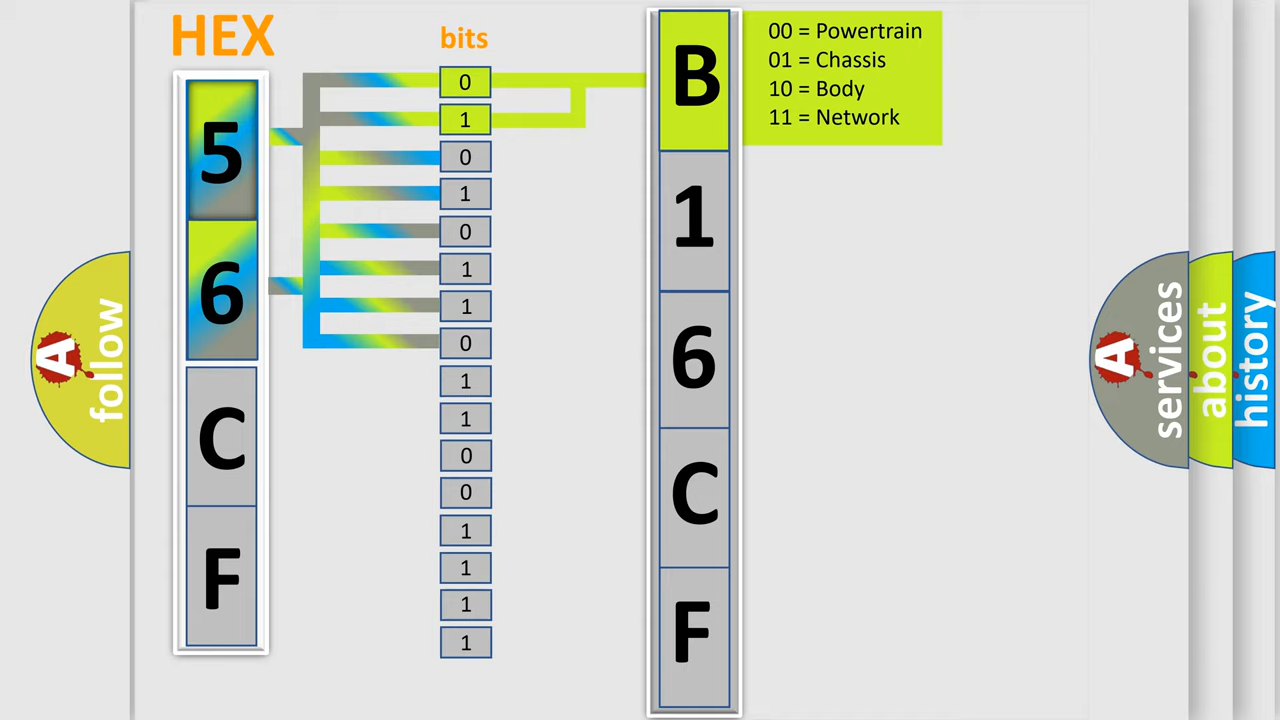 HEX
bits
5
6
C
F
0
1
0
1
0
1
1
0
1
1
0
0
1
1
1
1
B
1
6
C
F
00 = Powertrain
01 = Chassis
10 = Body
11 = Network
A
follow
A
services
about
history